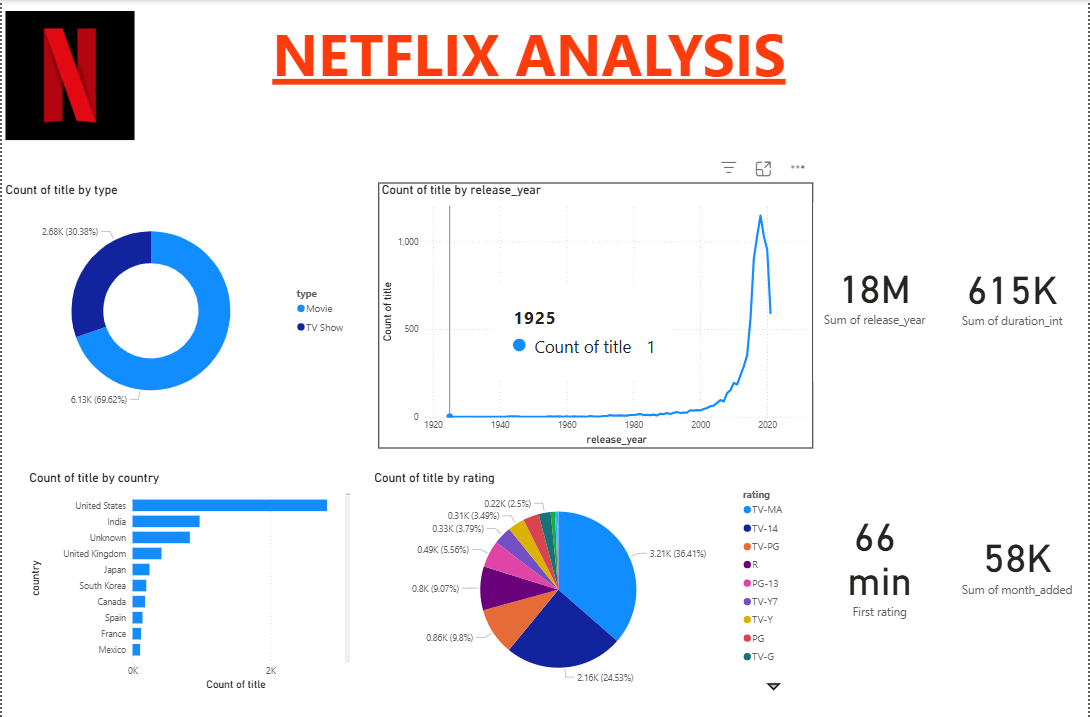 N
NETFLIX ANALYSIS
Count of title by type
2.68K (30.38%)
6.13K (69.62%)
type
Movie
TV Show
Count of title by release_year
Count of title
1,000
500
0
1925
Count of title 1
1920 1940 1960 1980 2000 2020
release_year
18M
Sum of release_year
615K
Sum of duration_int
Count of title by country
country
United States
India
Unknown
United Kingdom
Japan
South Korea
Canada
Spain
France
Mexico
0K 2K
Count of title
Count of title by rating
0.22K (2.5%)
0.31K (3.49%)
0.33K (3.79%)
0.49K (5.56%)
0.8K (9.07%)
0.86K (9.8%)
3.21K (36.41%)
2.16K (24.53%)
rating
TV-MA
TV-14
TV-PG
R
PG-13
TV-Y7
TV-Y
PG
TV-G
66
min
First rating
58K
Sum of month_added